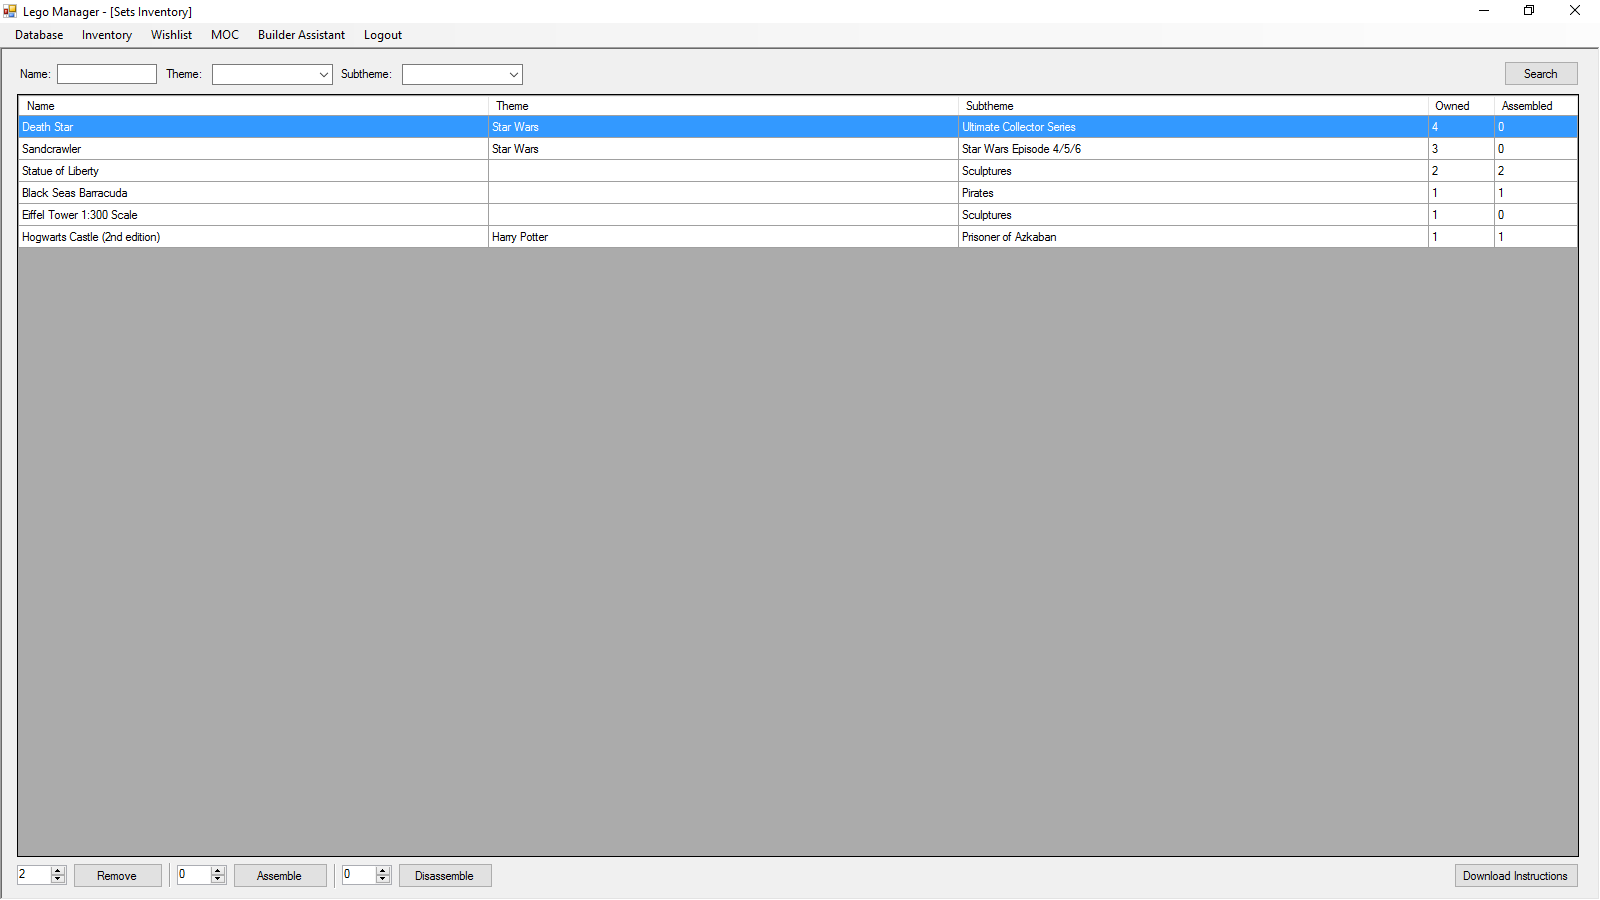 Lego Manager - [Sets Inventory]
Database Inventory Wishlist MOC Builder Assistant Logout
Name: Theme: Subtheme: Search
Name Theme Subtheme Owned Assembled
Death Star Star Wars Ultimate Collector Series 4 0
Sandcrawler Star Wars Star Wars Episode 4/5/6 3 0
Statue of Liberty Sculptures 2 2
Black Seas Barracuda Pirates 1 1
Eiffel Tower 1:300 Scale Sculptures 1 0
Hogwarts Castle (2nd edition) Harry Potter Prisoner of Azkaban 1 1
2 Remove 0 Assemble 0 Disassemble Download Instructions